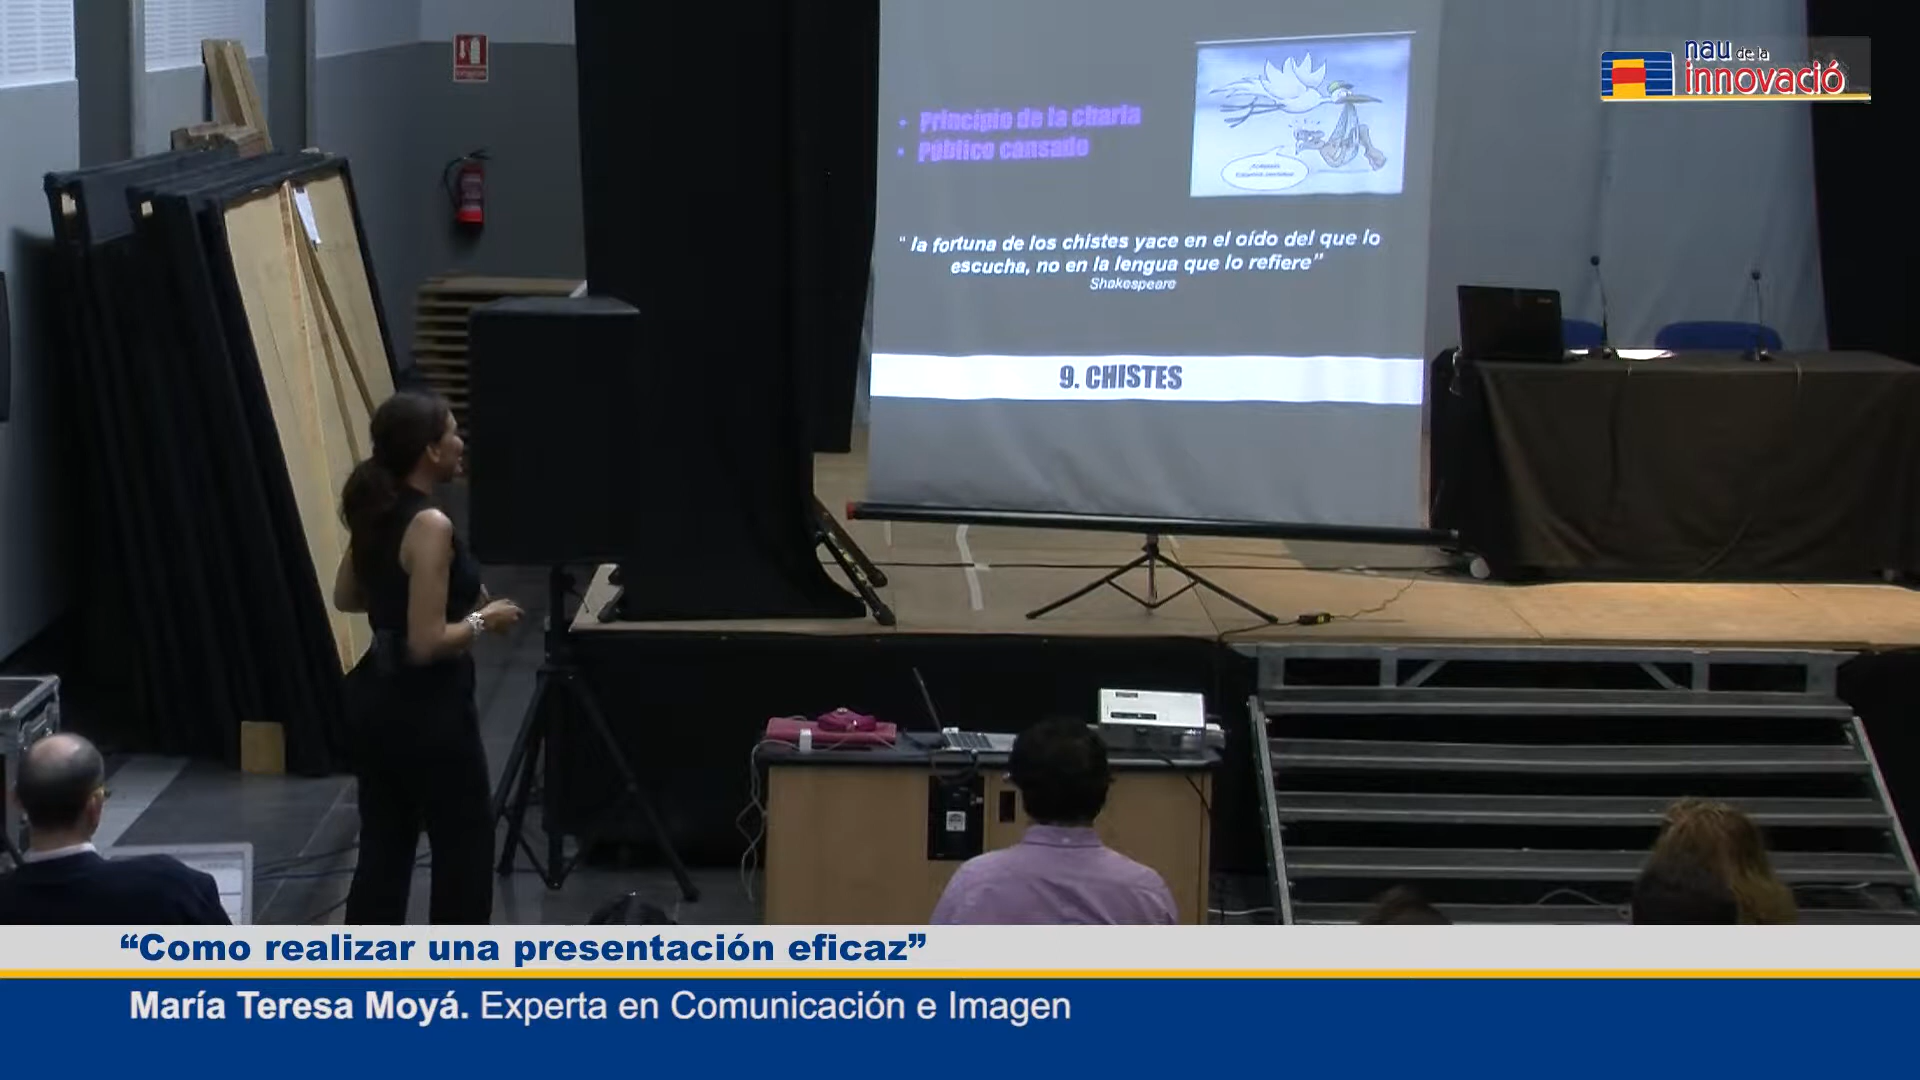 nau de la
innovació
• Principio de la charla
• Público cansado
“ la fortuna de los chistes yace en el oído del que lo
escucha, no en la lengua que lo refiere”
Shakespeare
9. CHISTES
“Como realizar una presentación eficaz”
María Teresa Moyá. Experta en Comunicación e Imagen